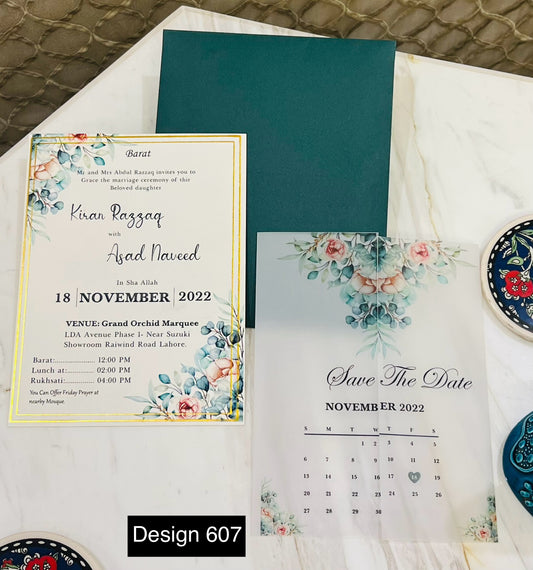 Barat
Mr and Mrs Abdul Razzaq invites you to
Grace the marriage ceremony of this
Beloved daughter
Kiran Razzaq
with
Asad Naveed
In Sha Allah
18 NOVEMBER 2022
VENUE: Grand Orchid Marquee
LDA Avenue Phase 1- Near Suzuki
Showroom Raiwind Road Lahore.
Barat:..................... 12:00 PM
Lunch at:................ 02:00 PM
Rukhsati:................ 04:00 PM
You Can Offer Friday Prayer at
nearby Mosque.
Save The Date
NOVEMBER 2022
S M T W T F S
1 2 3 4 5
6 7 8 9 10 11 12
13 14 15 16 17 18 19
20 21 22 23 24 25 26
27 28 29 30
Design 607